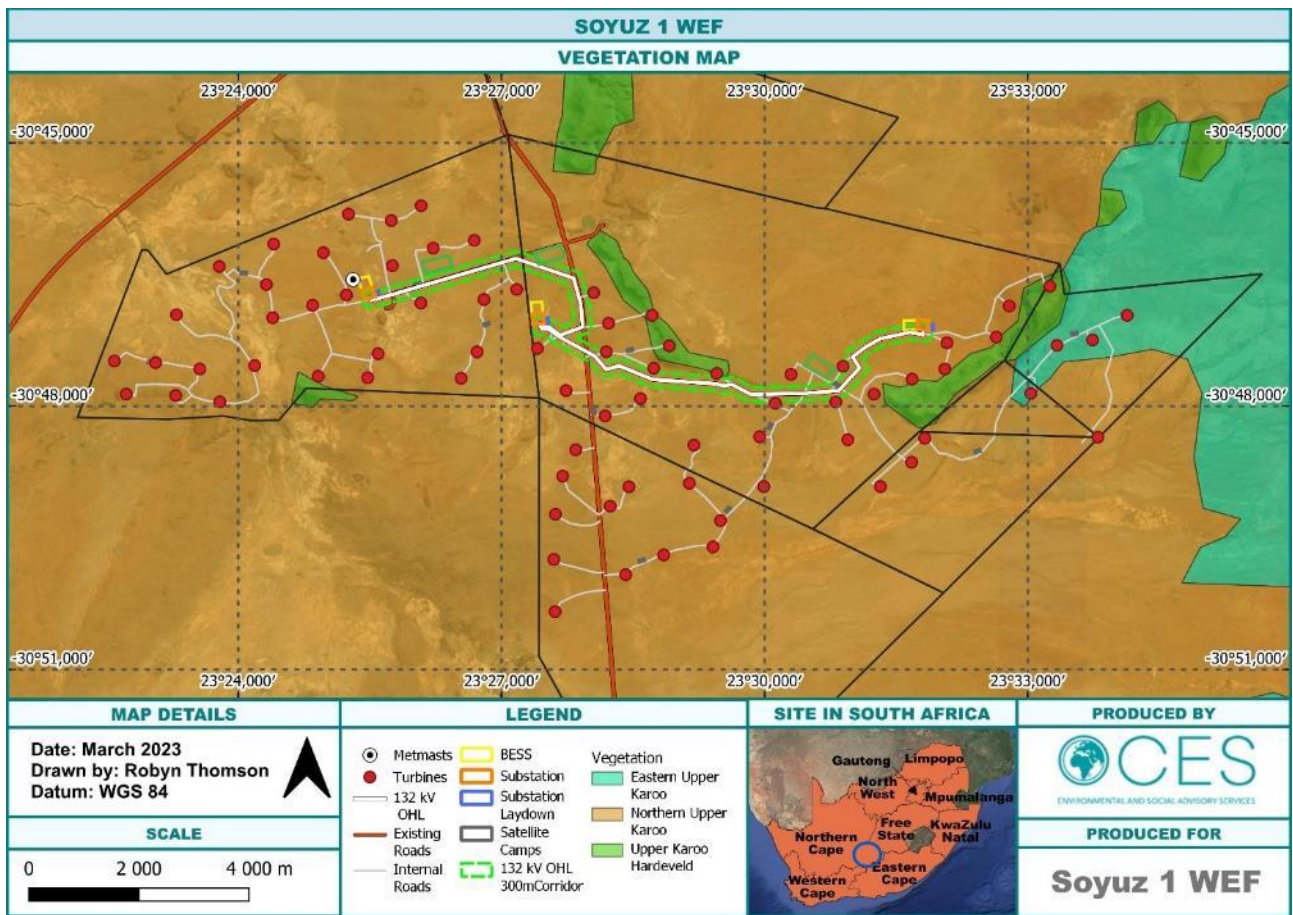 SOYUZ 1 WEF
VEGETATION MAP
23°24,000' 23°27,000' 23°30,000' 23°33,000'
-30°45,000' -30°45,000'
-30°48,000' -30°48,000'
-30°51,000' -30°51,000'
23°24,000' 23°27,000' 23°30,000' 23°33,000'
MAP DETAILS
Date: March 2023
Drawn by: Robyn Thomson
Datum: WGS 84
SCALE
0 2 000 4 000 m
LEGEND
Metmasts
Turbines
132 kV
OHL
Existing
Roads
Internal
Roads
BESS
Substation
Substation
Laydown
Satellite
Camps
132 kV OHL
300mCorridor
Vegetation
Eastern Upper
Karoo
Northern Upper
Karoo
Upper Karoo
Hardeveld
SITE IN SOUTH AFRICA
Gauteng
Limpopo
North
West
Mpumalanga
Free
State
KwaZulu
Natal
Northern
Cape
Eastern
Cape
Western
Cape
PRODUCED BY
CES
ENVIRONMENTAL AND SOCIAL ADVISORY SERVICES
PRODUCED FOR
Soyuz 1 WEF